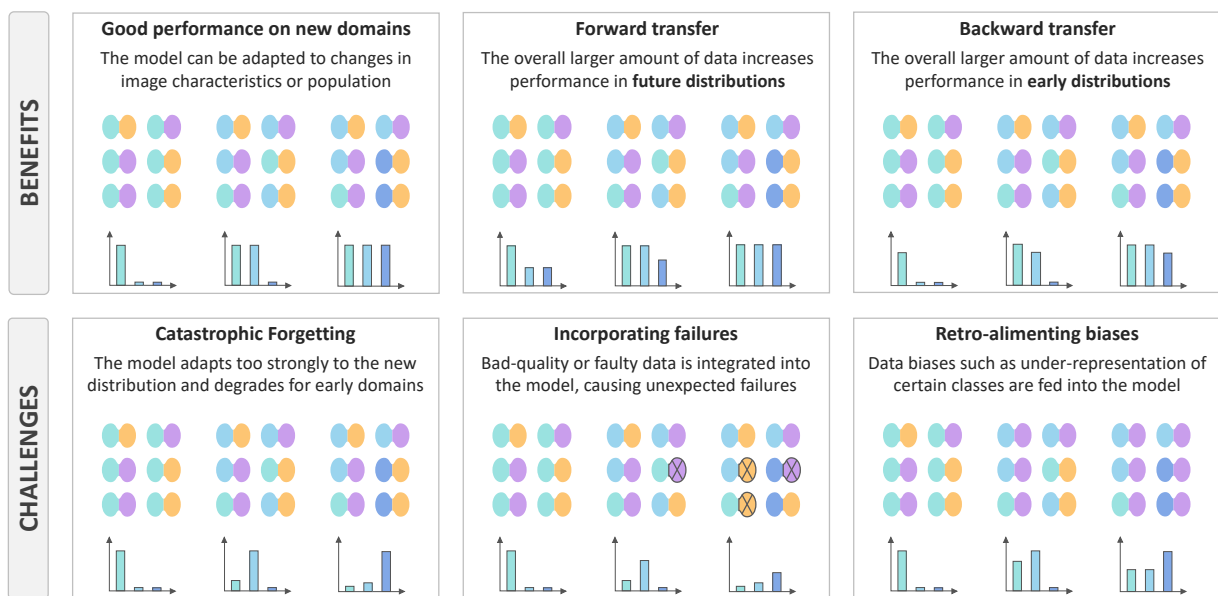 BENEFITS
Good performance on new domains
The model can be adapted to changes in
image characteristics or population
Forward transfer
The overall larger amount of data increases
performance in future distributions
Backward transfer
The overall larger amount of data increases
performance in early distributions
CHALLENGES
Catastrophic Forgetting
The model adapts too strongly to the new
distribution and degrades for early domains
Incorporating failures
Bad-quality or faulty data is integrated into
the model, causing unexpected failures
Retro-alimenting biases
Data biases such as under-representation of
certain classes are fed into the model